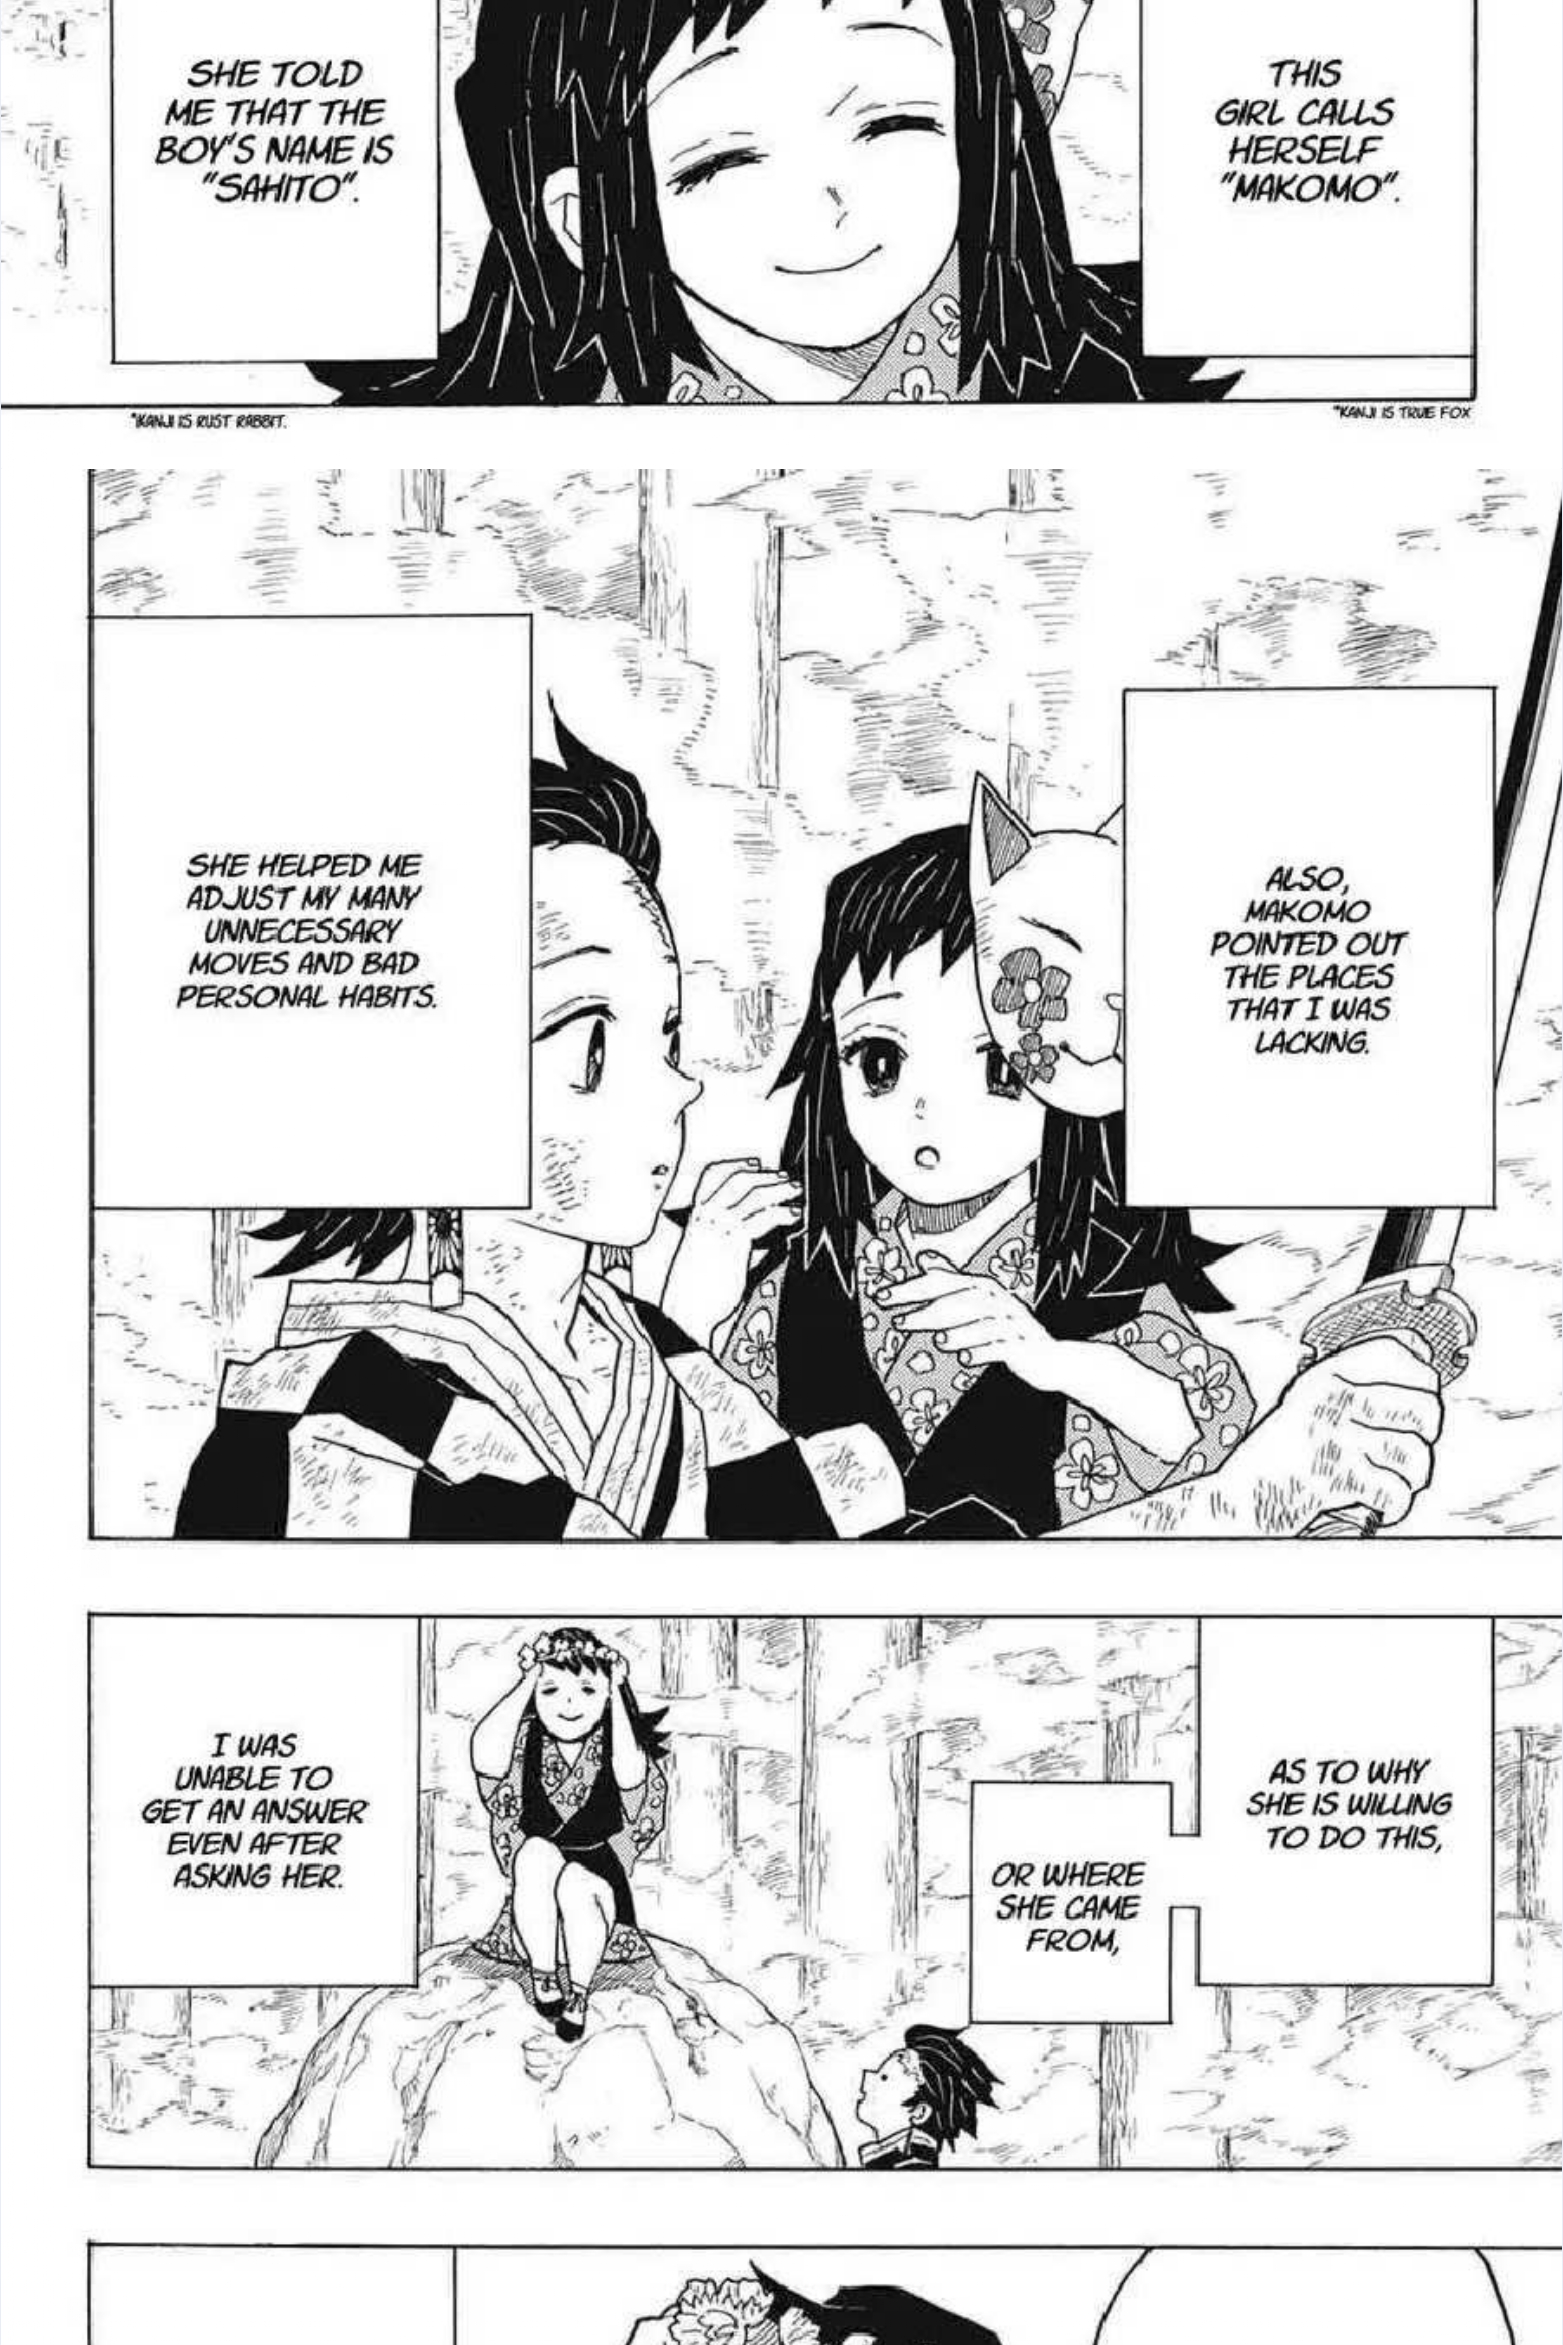 THIS
GIRL CALLS
HERSELF
"MAKOMO".
*KANJI IS TRUE FOX
SHE TOLD
ME THAT THE
BOY'S NAME IS
"SAHITO".
*KANJI IS RUST RABBIT.
ALSO,
MAKOMO
POINTED OUT
THE PLACES
THAT I WAS
LACKING.
SHE HELPED ME
ADJUST MY MANY
UNNECESSARY
MOVES AND BAD
PERSONAL HABITS.
AS TO WHY
SHE IS WILLING
TO DO THIS,
OR WHERE
SHE CAME
FROM,
I WAS
UNABLE TO
GET AN ANSWER
EVEN AFTER
ASKING HER.